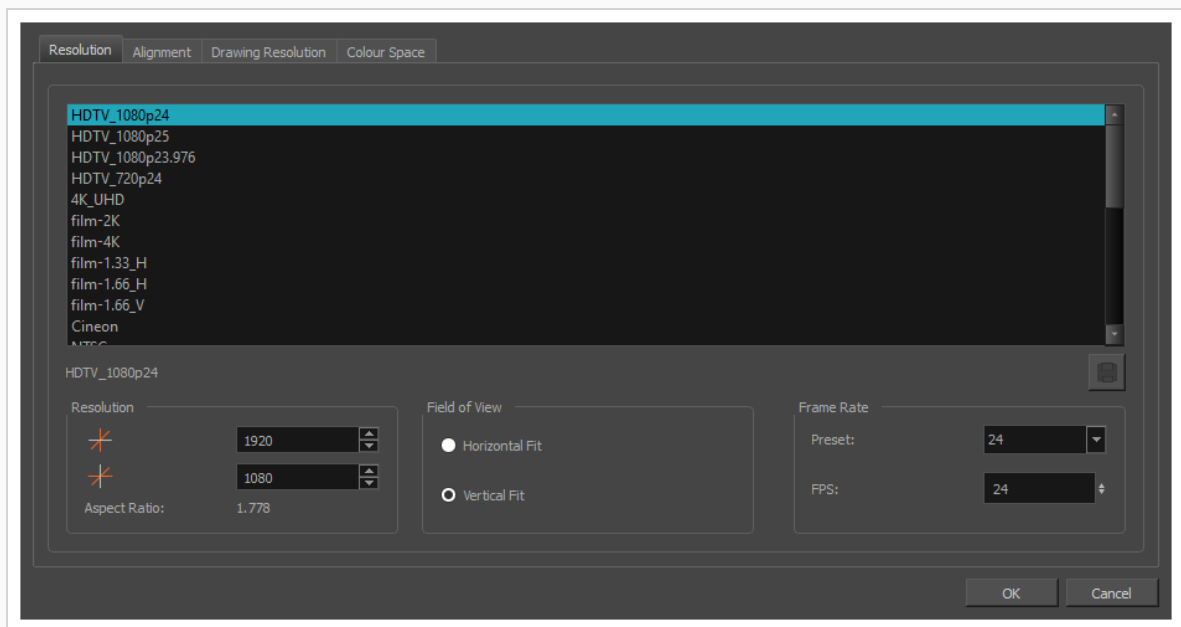 Resolution Alignment Drawing Resolution Colour Space
HDTV_1080p24
HDTV_1080p25
HDTV_1080p23.976
HDTV_720p24
4K_UHD
film-2K
film-4K
film-1.33_H
film-1.66_H
film-1.66_V
Cineon
HDTV_1080p24
Resolution Field of View Frame Rate
1920 Horizontal Fit Preset: 24
1080 Vertical Fit FPS: 24
Aspect Ratio: 1.778
OK Cancel